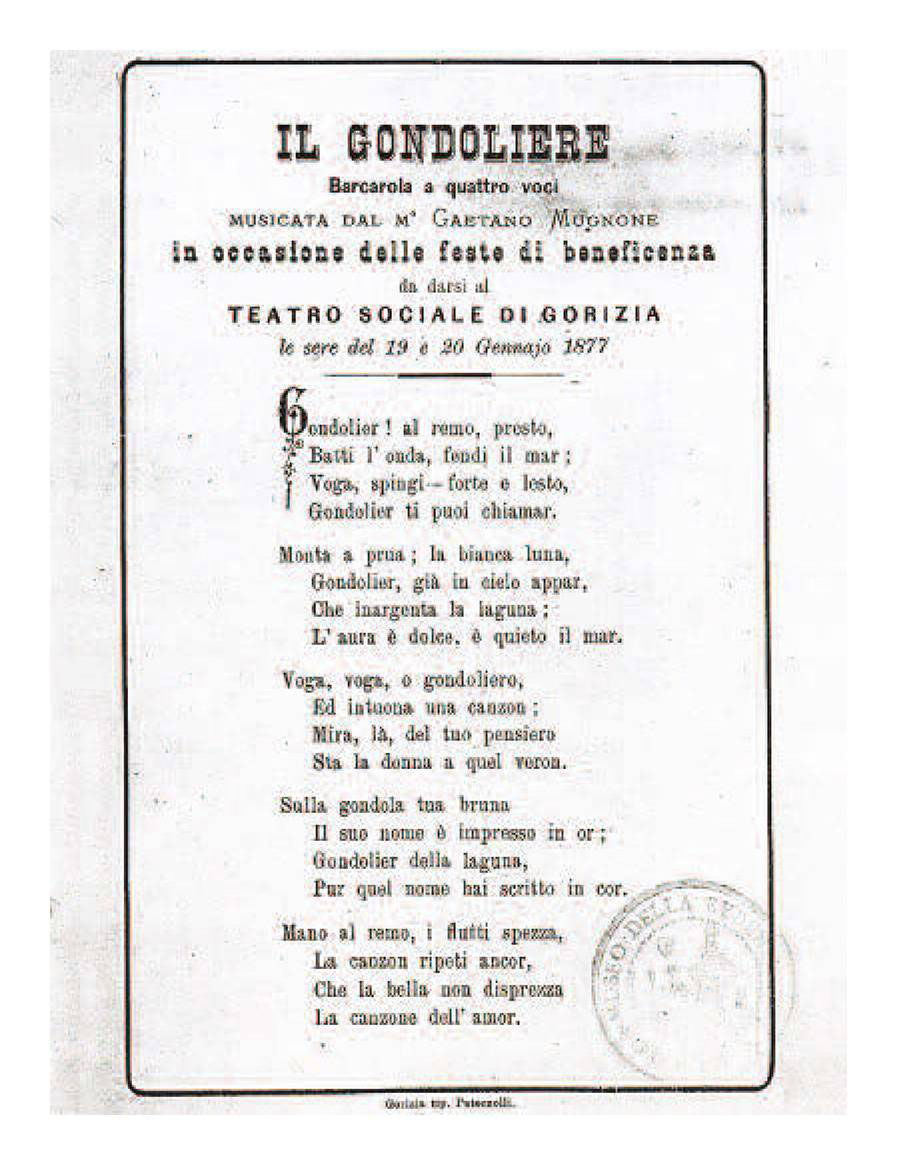 IL GONDOLIERE
Barcarola a quattro voci
MUSICATA DAL M° GAETANO MUGNONE
in occasione delle feste di beneficenza
da darsi al
TEATRO SOCIALE DI GORIZIA
le sere del 19 e 20 Gennajo 1877
Gondolier! al remo, presto,
Batti l' onda, fendi il mar;
Voga, spingi — forte e lesto,
Gondolier ti puoi chiamar.
Monta a prua; la bianca luna,
Gondolier, già in cielo appar,
Che inargenta la laguna;
L' aura è dolce, è quieto il mar.
Voga, voga, o gondoliero,
Ed intuona una canzon;
Mira, là, del tuo pensiero
Sta la donna a quel veron.
Sulla gondola tua bruna
Il suo nome è impresso in or;
Gondolier della laguna,
Pur quel nome hai scritto in cor.
Mano al remo, i flutti spezza,
La canzon ripeti ancor,
Che la bella non disprezza
La canzone dell' amor.
MUSEO DELLA
Gorizia tip. Paternolli.